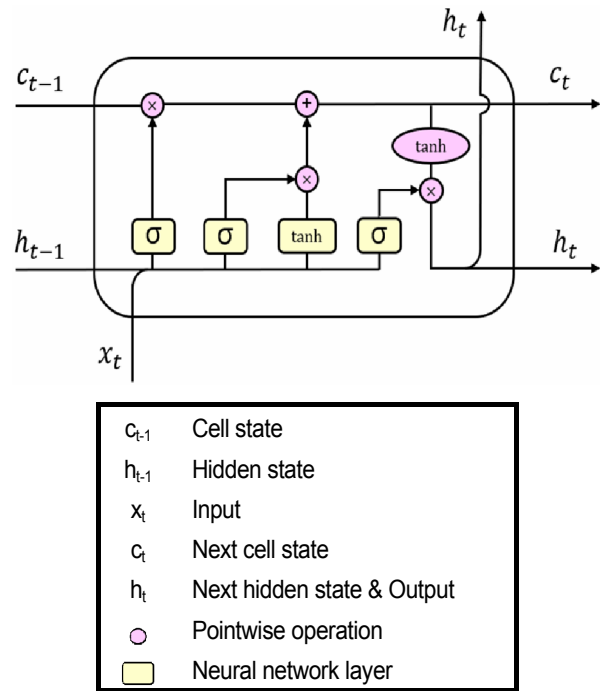 h_t
c_{t-1}
×
+
c_t
tanh
×
×
σ
σ
tanh
σ
h_{t-1}
h_t
x_t
c_{t-1} Cell state
h_{t-1} Hidden state
x_t Input
c_t Next cell state
h_t Next hidden state & Output
Pointwise operation
Neural network layer